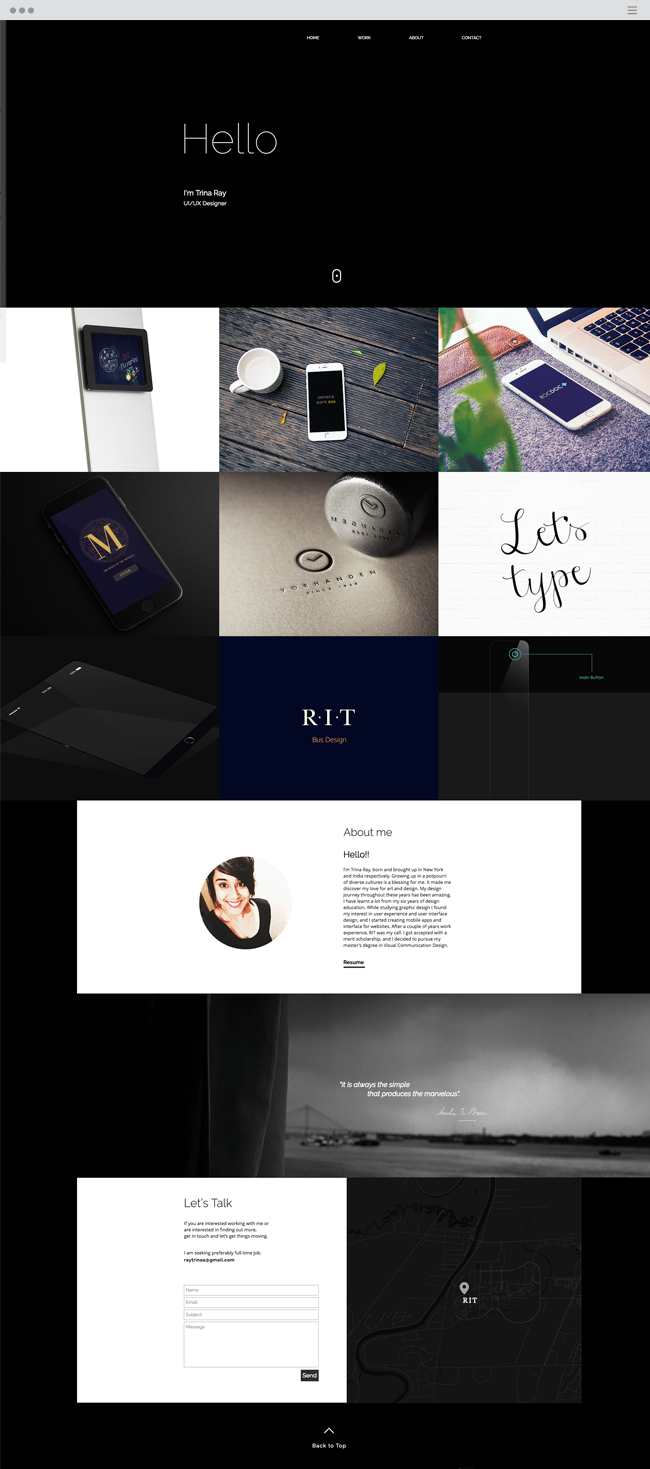 HOME WORK ABOUT CONTACT
Hello
I'm Trina Ray
UI/UX Designer
seneca
park zoo
ROCDOC
M
VORHANDEN
SINCE 1888
Let's
type
Main Button
R·I·T
Bus Design
About me
Hello!!
I'm Trina Ray, born and brought up in New York
and India respectively. Growing up in a potpourri
of diverse cultures is a blessing for me. It made me
discover my love for art and design. My design
journey throughout these years has been amazing.
I have learnt a lot from my six years of design
education. While studying graphic design I found
my interest in user experience and user interface
design, and I started creating mobile apps and
interface for websites. After a couple of years work
experience, RIT was my call. I got accepted with a
merit scholarship, and I decided to pursue my
master's degree in Visual Communication Design.
Resume
"It is always the simple
that produces the marvelous".
Let's Talk
If you are interested working with me or
are interested in finding out more,
get in touch and let's get things moving.
I am seeking preferably full-time job.
raytrinaa@gmail.com
Name
Email
Subject
Message
Send
RIT
Back to Top